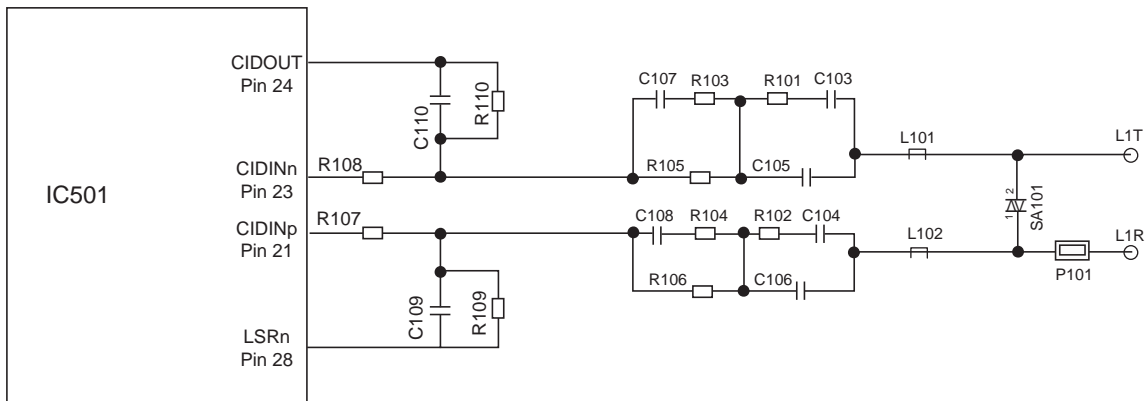 CIDOUT
Pin 24
C110
R110
C107
R103
R101
C103
L101
L1T
CIDINn
Pin 23
R108
R105
C105
IC501
2
1
SA101
CIDINp
Pin 21
R107
C108
R104
R102
C104
L102
L1R
P101
R106
C106
C109
R109
LSRn
Pin 28